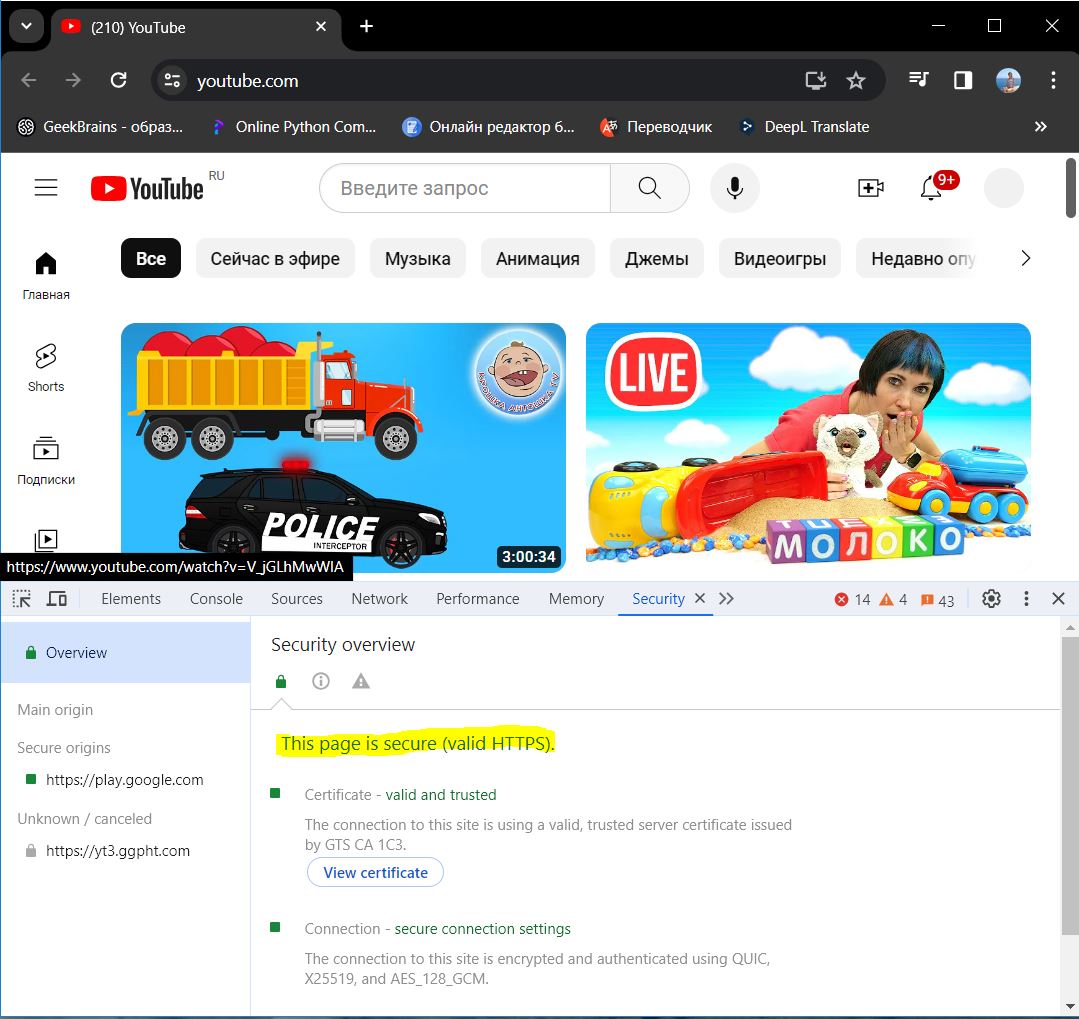 (210) YouTube
youtube.com
GeekBrains - образ...
Online Python Com...
Онлайн редактор б...
Переводчик
DeepL Translate
YouTube RU
Введите запрос
9+
Все
Сейчас в эфире
Музыка
Анимация
Джемы
Видеоигры
Недавно опу
Главная
Shorts
Подписки
КРОШКА АНТОШКА TV
POLICE
INTERCEPTOR
3:00:34
LIVE
МОЛОКО
https://www.youtube.com/watch?v=V_jGLhMwWIA
Elements
Console
Sources
Network
Performance
Memory
Security
14
4
43
Overview
Main origin
Secure origins
https://play.google.com
Unknown / canceled
https://yt3.ggpht.com
Security overview
This page is secure (valid HTTPS).
Certificate - valid and trusted
The connection to this site is using a valid, trusted server certificate issued
by GTS CA 1C3.
View certificate
Connection - secure connection settings
The connection to this site is encrypted and authenticated using QUIC,
X25519, and AES_128_GCM.